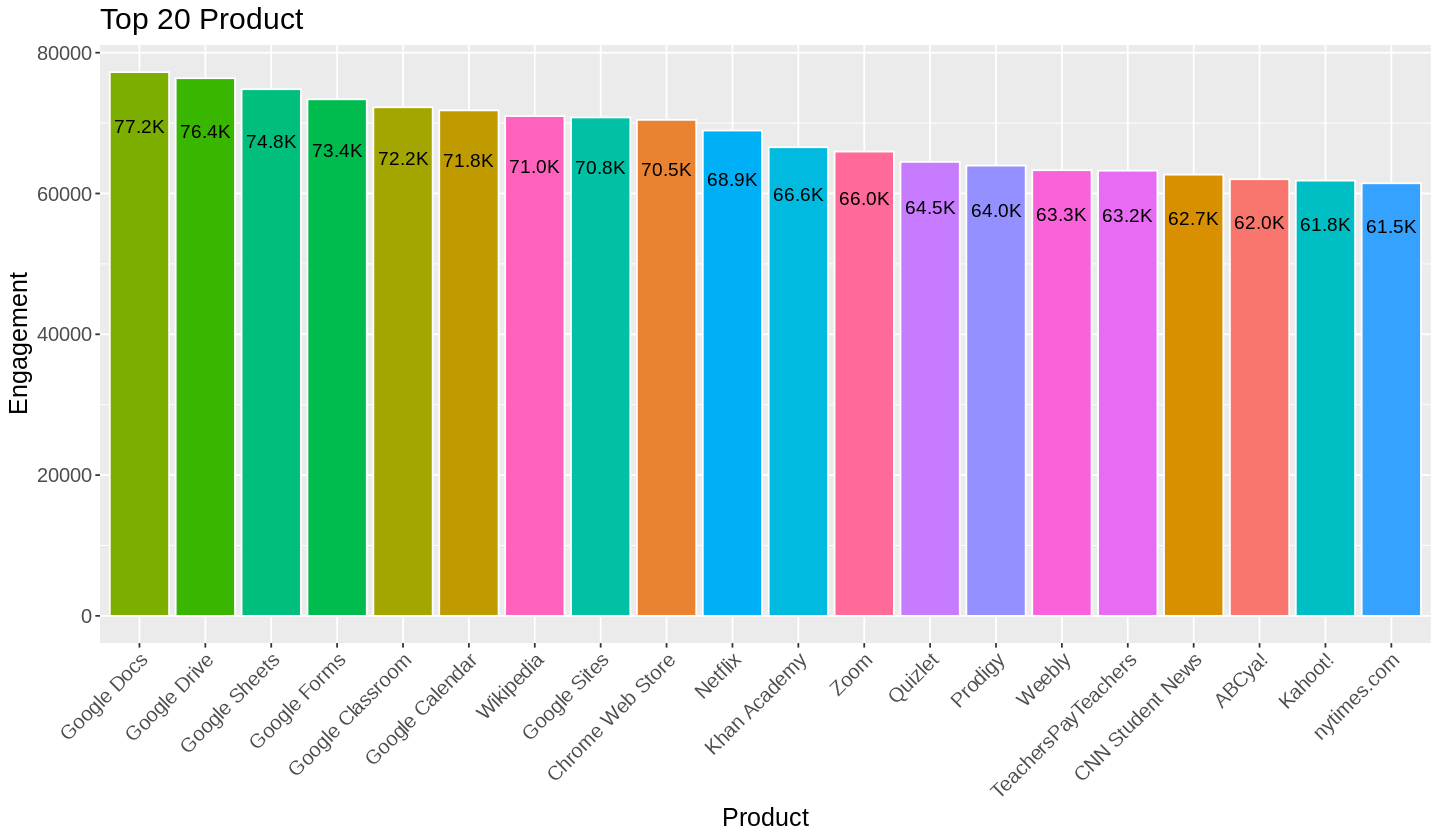 Top 20 Product
Engagement
80000
60000
40000
20000
0
77.2K
76.4K
74.8K
73.4K
72.2K
71.8K
71.0K
70.8K
70.5K
68.9K
66.6K
66.0K
64.5K
64.0K
63.3K
63.2K
62.7K
62.0K
61.8K
61.5K
Google Docs
Google Drive
Google Sheets
Google Forms
Google Classroom
Google Calendar
Wikipedia
Google Sites
Chrome Web Store
Netflix
Khan Academy
Zoom
Quizlet
Prodigy
Weebly
TeachersPayTeachers
CNN Student News
ABCya!
Kahoot!
nytimes.com
Product